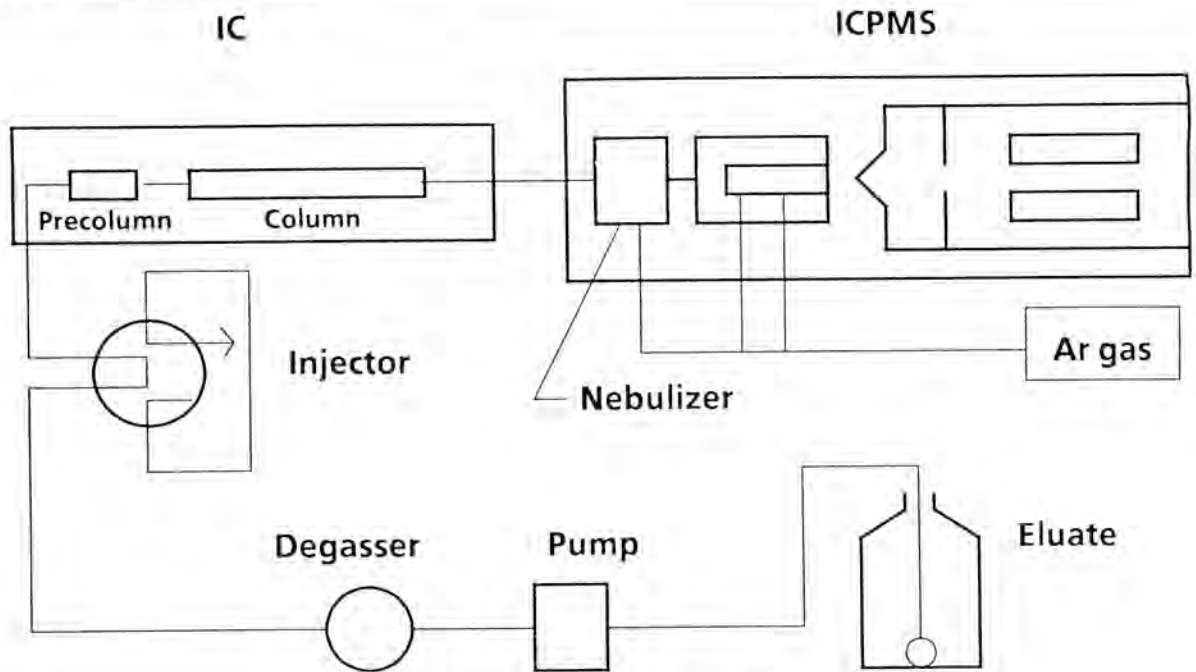 IC
ICPMS
Precolumn
Column
Injector
Ar gas
Nebulizer
Degasser
Pump
Eluate